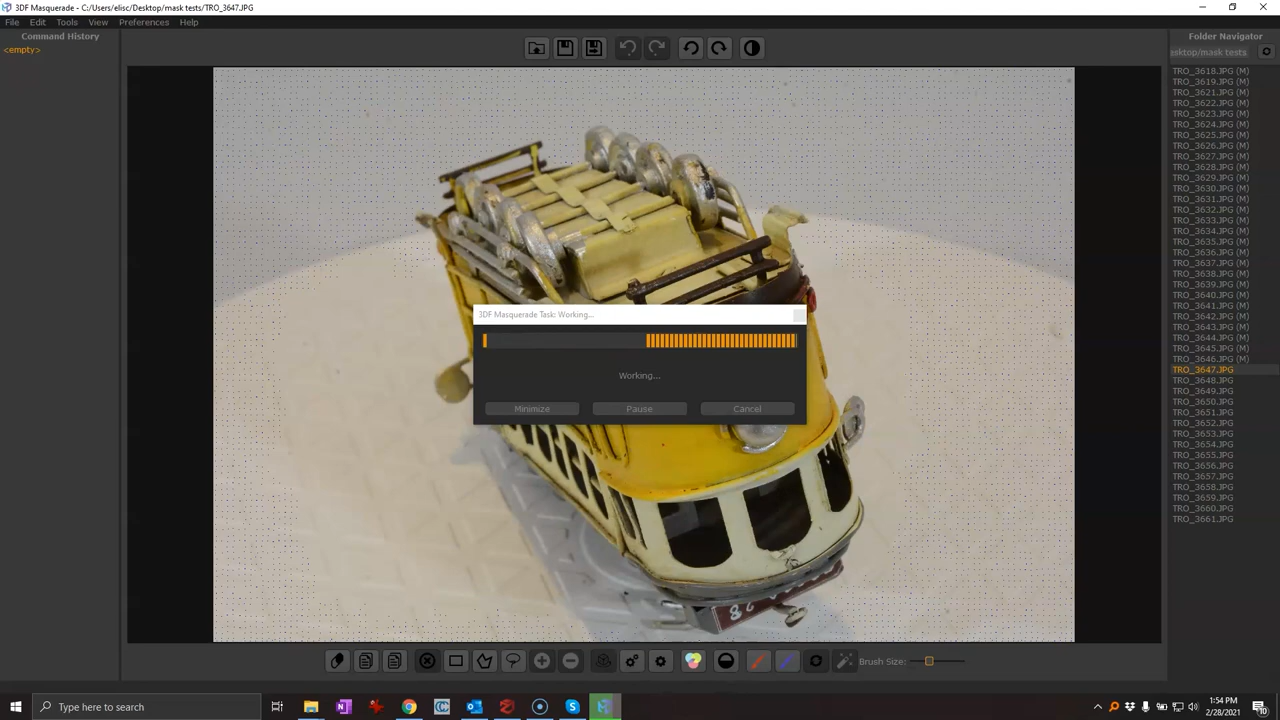 3DF Masquerade - C:/Users/elisc/Desktop/mask tests/TRO_3647.JPG
File Edit Tools View Preferences Help
Command History
<empty>
Folder Navigator
esktop/mask tests
TRO_3618.JPG (M)
TRO_3619.JPG (M)
TRO_3621.JPG (M)
TRO_3622.JPG (M)
TRO_3623.JPG (M)
TRO_3624.JPG (M)
TRO_3625.JPG (M)
TRO_3626.JPG (M)
TRO_3627.JPG (M)
TRO_3628.JPG (M)
TRO_3629.JPG (M)
TRO_3630.JPG (M)
TRO_3631.JPG (M)
TRO_3632.JPG (M)
TRO_3633.JPG (M)
TRO_3634.JPG (M)
TRO_3635.JPG (M)
TRO_3636.JPG (M)
TRO_3637.JPG (M)
TRO_3638.JPG (M)
TRO_3639.JPG (M)
TRO_3640.JPG (M)
TRO_3641.JPG (M)
TRO_3642.JPG (M)
TRO_3643.JPG (M)
TRO_3644.JPG (M)
TRO_3645.JPG (M)
TRO_3646.JPG (M)
TRO_3647.JPG
TRO_3648.JPG
TRO_3649.JPG
TRO_3650.JPG
TRO_3651.JPG
TRO_3652.JPG
TRO_3653.JPG
TRO_3654.JPG
TRO_3655.JPG
TRO_3656.JPG
TRO_3657.JPG
TRO_3658.JPG
TRO_3659.JPG
TRO_3660.JPG
TRO_3661.JPG
3DF Masquerade Task: Working...
Working...
Minimize Pause Cancel
Brush Size:
Type here to search
1:54 PM
2/28/2021
10